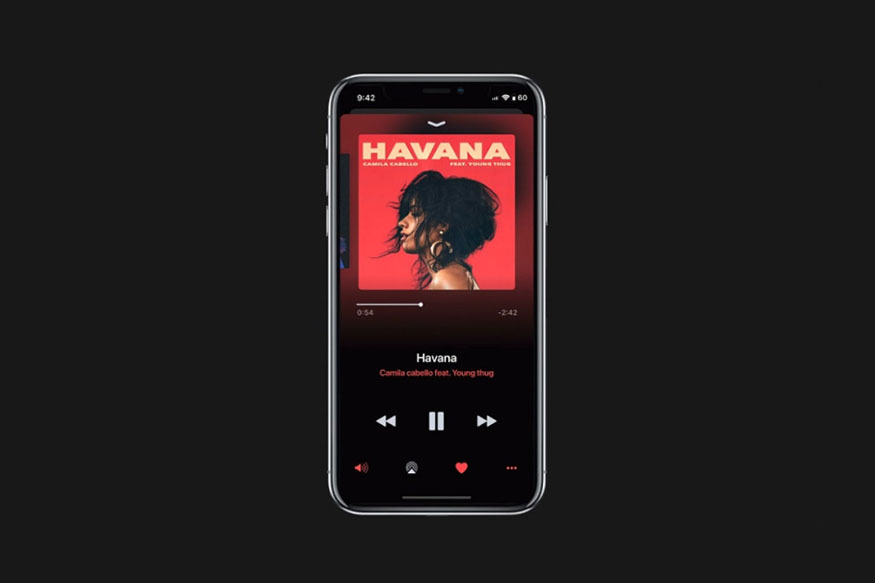 9:42 60
HAVANA
CAMILA CABELLO FEAT. YOUNG THUG
0:54 -2:42
Havana
Camila cabello feat. Young thug